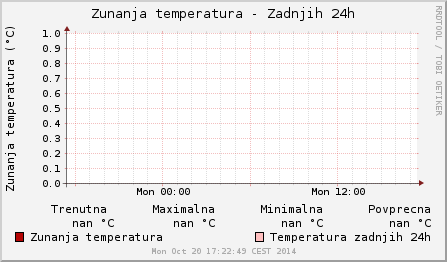 Zunanja temperatura - Zadnjih 24h
RRDTOOL / TOBI OETIKER
Zunanja temperatura (°C)
1.0
0.9
0.8
0.7
0.6
0.5
0.4
0.3
0.2
0.1
0.0
Mon 00:00 Mon 12:00
Trenutna Maximalna Minimalna Povprecna
nan °C nan °C nan °C nan °C
Zunanja temperatura Temperatura zadnjih 24h
Mon Oct 20 17:22:49 CEST 2014